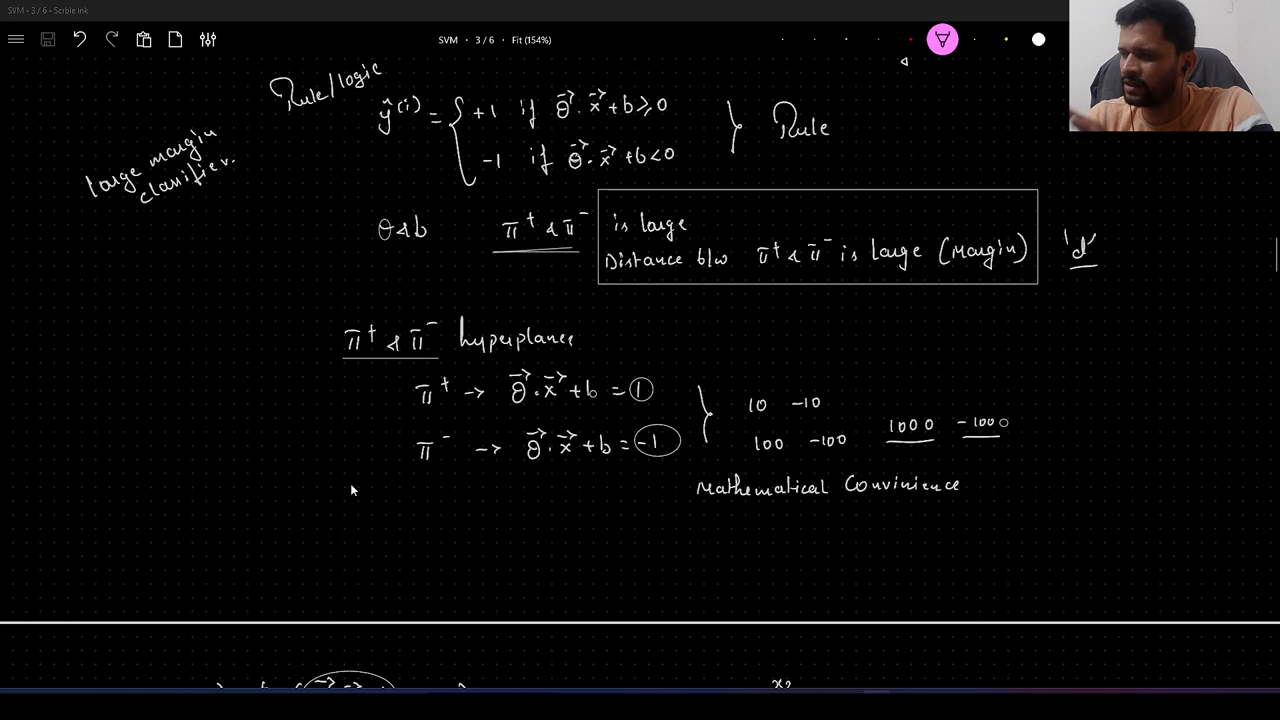 SVM - 3 / 6 - Scrible ink
SVM - 3 / 6 - Fit (154%)
Rule/logic
large margin
classifier.
ŷ⁽ⁱ⁾ = { +1 if θ⃗.x⃗+b≥0
-1 if θ⃗.x⃗+b<0 } Rule
θ&b π⁺ & π⁻ is large
Distance b/w π⁺ & π⁻ is large (Margin) 'd'
π⁺ & π⁻ hyperplanes
π⁺ → θ⃗.x⃗+b = 1
π⁻ → θ⃗.x⃗+b = -1
10 -10
100 -100 1000 -1000
Mathematical Convinience
x₂